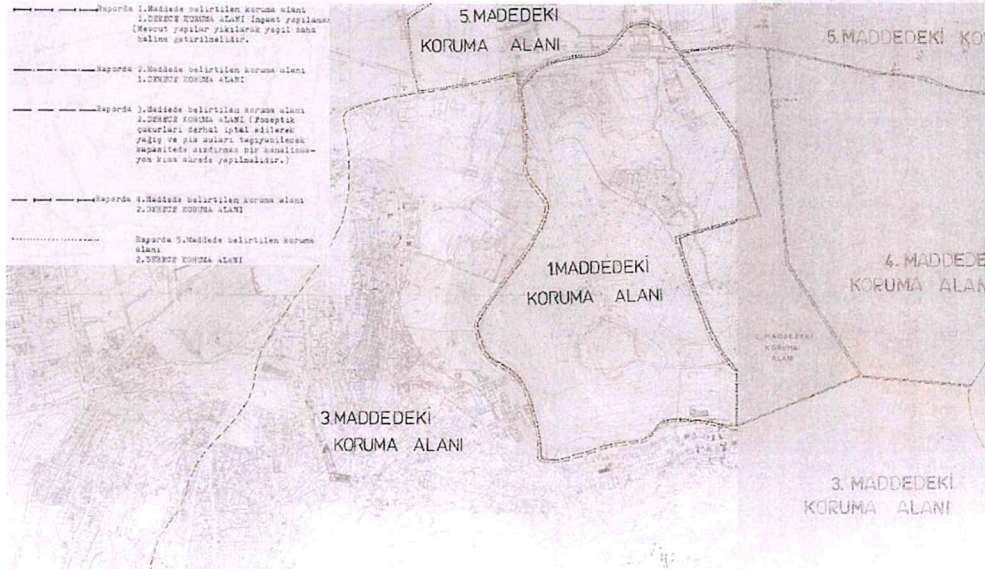 Raporda 1.Maddede belirtilen koruma alanı
1.DERECE KORUMA ALANI İnşaat yapılamaz
(Mevcut yapılar yıkılarak yeşil saha
haline getirilmelidir.
Raporda 2.Maddede belirtilen koruma alanı
1.DERECE KORUMA ALANI
Raporda 3.Maddede belirtilen koruma alanı
2.DERECE KORUMA ALANI (Foseptik
çukurları derhal iptal edilerek
yağış ve pis suları taşıyabilecek
kapasitede sızdırmaz bir kanalizas-
yon kısa sürede yapılmalıdır.)
Raporda 4.Maddede belirtilen koruma alanı
2.DERECE KORUMA ALANI
Raporda 5.Maddede belirtilen koruma
alanı
2.DERECE KORUMA ALANI
5.MADEDEKİ
KORUMA ALANI
5.MADDEDEKİ KO
1MADDEDEKİ
KORUMA ALANI
4. MADDEDE
KORUMA ALAN
MADDEDEKİ
KORUMA
ALANI
3.MADDEDEKİ
KORUMA ALANI
3. MADDEDEKİ
KORUMA ALANI